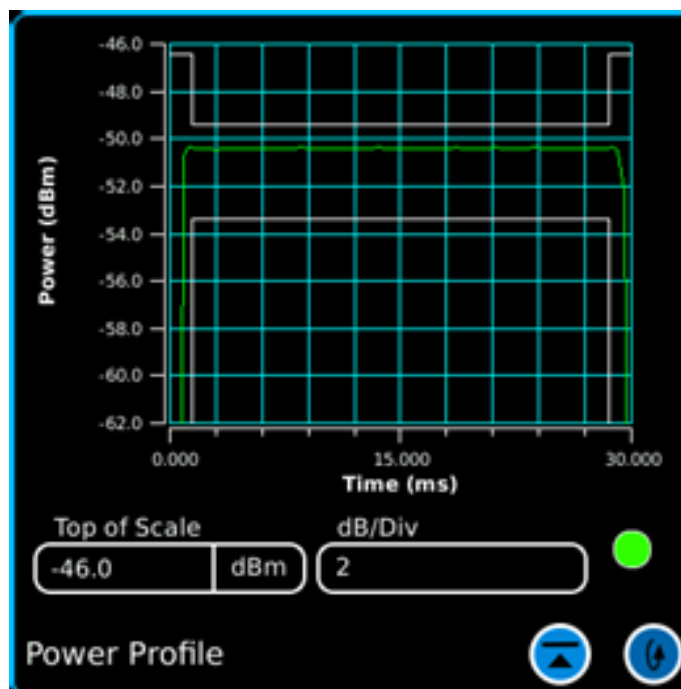 -46.0
-48.0
-50.0
-52.0
-54.0
-56.0
-58.0
-60.0
-62.0
Power (dBm)
0.000 15.000 30.000
Time (ms)
Top of Scale dB/Div
-46.0 dBm 2
Power Profile